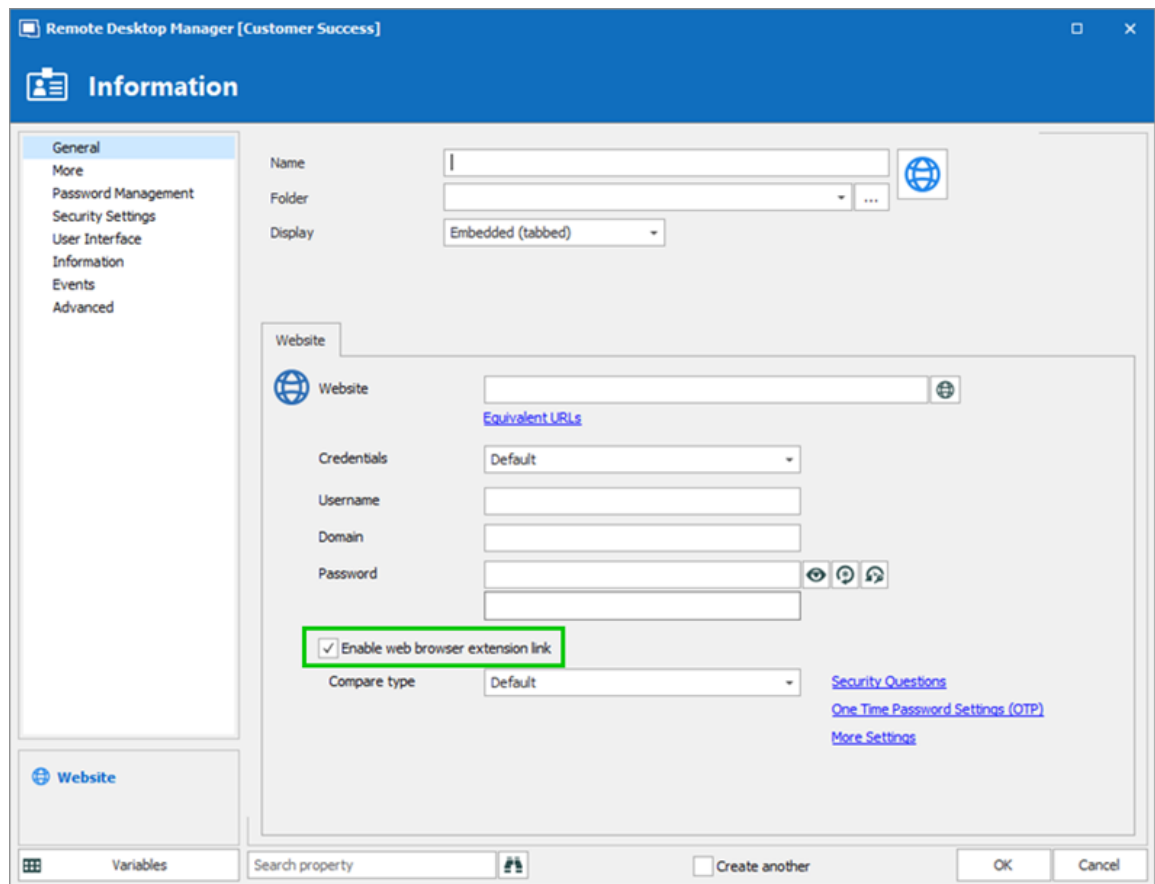 Remote Desktop Manager [Customer Success]
Information
General
More
Password Management
Security Settings
User Interface
Information
Events
Advanced
Name
Folder
...
Display
Embedded (tabbed)
Website
Website
Equivalent URLs
Credentials
Default
Username
Domain
Password
Enable web browser extension link
Compare type
Default
Security Questions
One Time Password Settings (OTP)
More Settings
Website
Variables
Search property
Create another
OK
Cancel